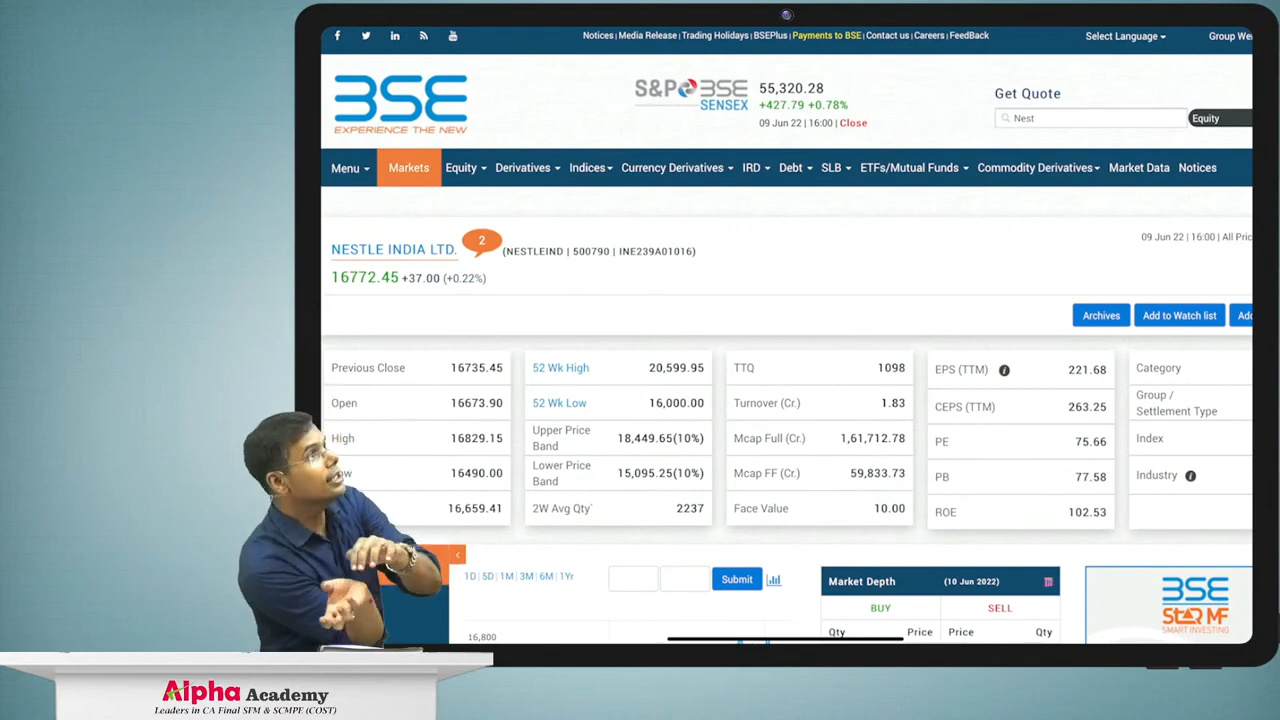 Notices | Media Release | Trading Holidays | BSEPlus | Payments to BSE | Contact us | Careers | FeedBack
Select Language
Group
BSE
EXPERIENCE THE NEW
S&P BSE
SENSEX
55,320.28
+427.79 +0.78%
09 Jun 22 | 16:00 | Close
Get Quote
Nest
Equity
Menu
Markets
Equity
Derivatives
Indices
Currency Derivatives
IRD
Debt
SLB
ETFs/Mutual Funds
Commodity Derivatives
Market Data
Notices
NESTLE INDIA LTD.
2
(NESTLEIND | 500790 | INE239A01016)
09 Jun 22 | 16:00 | All
16772.45 +37.00 (+0.22%)
Archives
Add to Watch list
Previous Close 16735.45
Open 16673.90
High 16829.15
16490.00
16,659.41
52 Wk High 20,599.95
52 Wk Low 16,000.00
Upper Price
Band
18,449.65(10%)
Lower Price
Band
15,095.25(10%)
2W Avg Qty 2237
TTQ 1098
Turnover (Cr.) 1.83
Mcap Full (Cr.) 1,61,712.78
Mcap FF (Cr.) 59,833.73
Face Value 10.00
EPS (TTM) 221.68
CEPS (TTM) 263.25
PE 75.66
PB 77.58
ROE 102.53
Category
Group /
Settlement Type
Index
Industry
1D | 5D | 1M | 3M | 6M | 1Yr
Submit
16,800
Market Depth (10 Jun 2022)
BUY SELL
Qty Price Price Qty
BSE
STAR MF
SMART INVESTING
Alpha Academy
Leaders in CA Final SFM & SCMPE (COST)